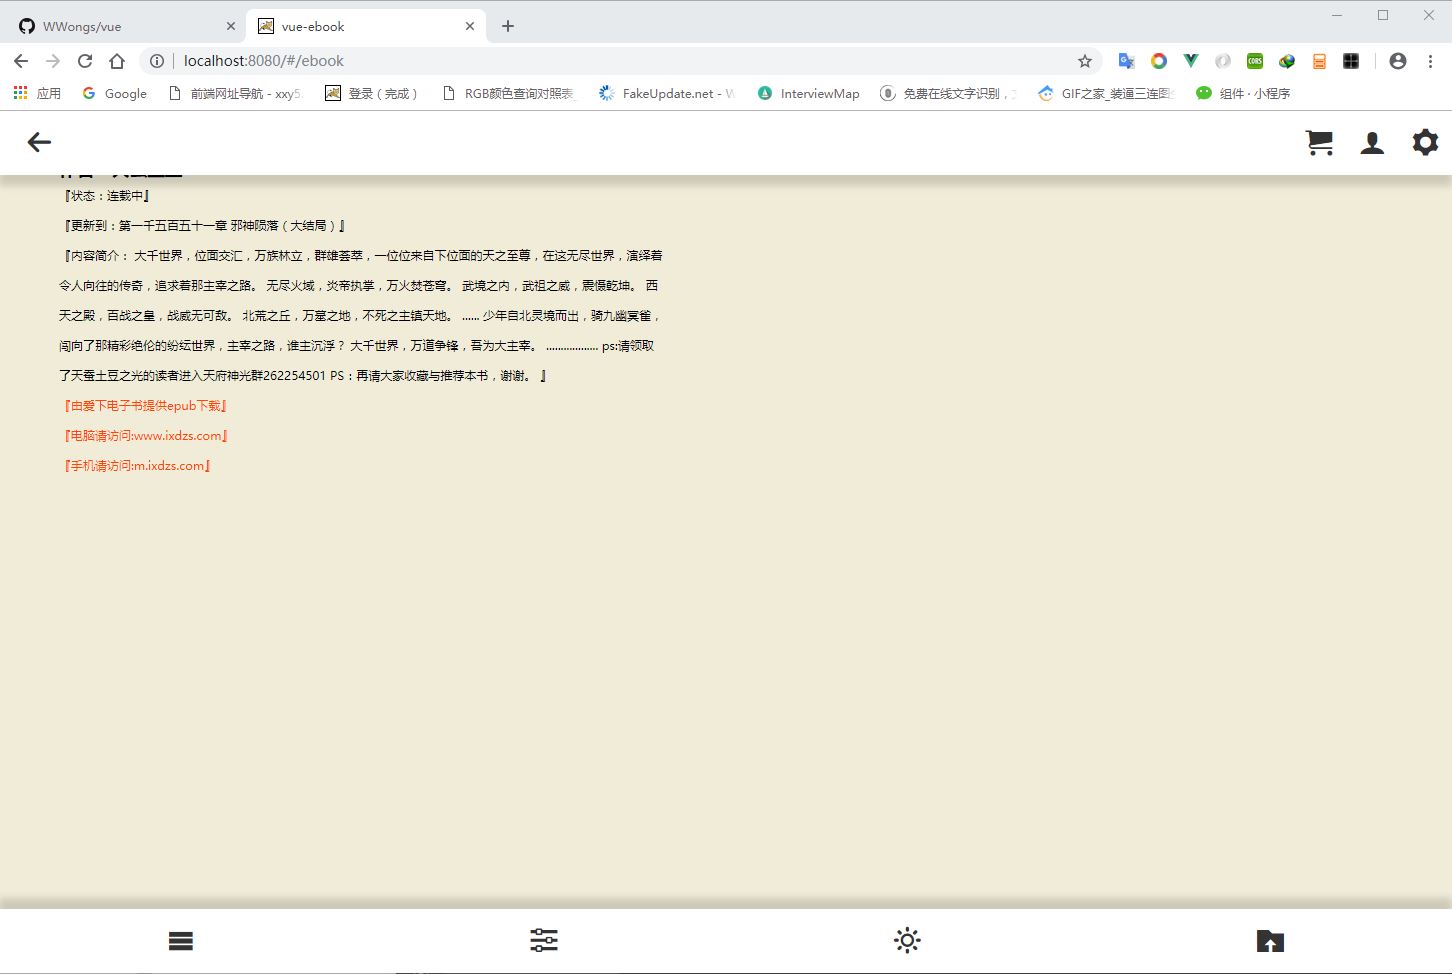 WWongs/vue
vue-ebook
localhost:8080/#/ebook
应用
Google
前端网址导航 - xxy5
登录（完成）
RGB颜色查询对照表
FakeUpdate.net - W
InterviewMap
免费在线文字识别，
GIF之家_装逼三连图
组件 · 小程序
『状态：连载中』
『更新到：第一千五百五十一章 邪神陨落（大结局）』
『内容简介： 大千世界，位面交汇，万族林立，群雄荟萃，一位位来自下位面的天之至尊，在这无尽世界，演绎着
令人向往的传奇，追求着那主宰之路。 无尽火域，炎帝执掌，万火焚苍穹。 武境之内，武祖之威，震慑乾坤。 西
天之殿，百战之皇，战威无可敌。 北荒之丘，万墓之地，不死之主镇天地。 ...... 少年自北灵境而出，骑九幽冥雀，
闯向了那精彩绝伦的纷纭世界，主宰之路，谁主沉浮？ 大千世界，万道争锋，吾为大主宰。 .................. ps:请领取
了天蚕土豆之光的读者进入天府神光群262254501 PS：再请大家收藏与推荐本书，谢谢。 』
『由爱下电子书提供epub下载』
『电脑请访问:www.ixdzs.com』
『手机请访问:m.ixdzs.com』